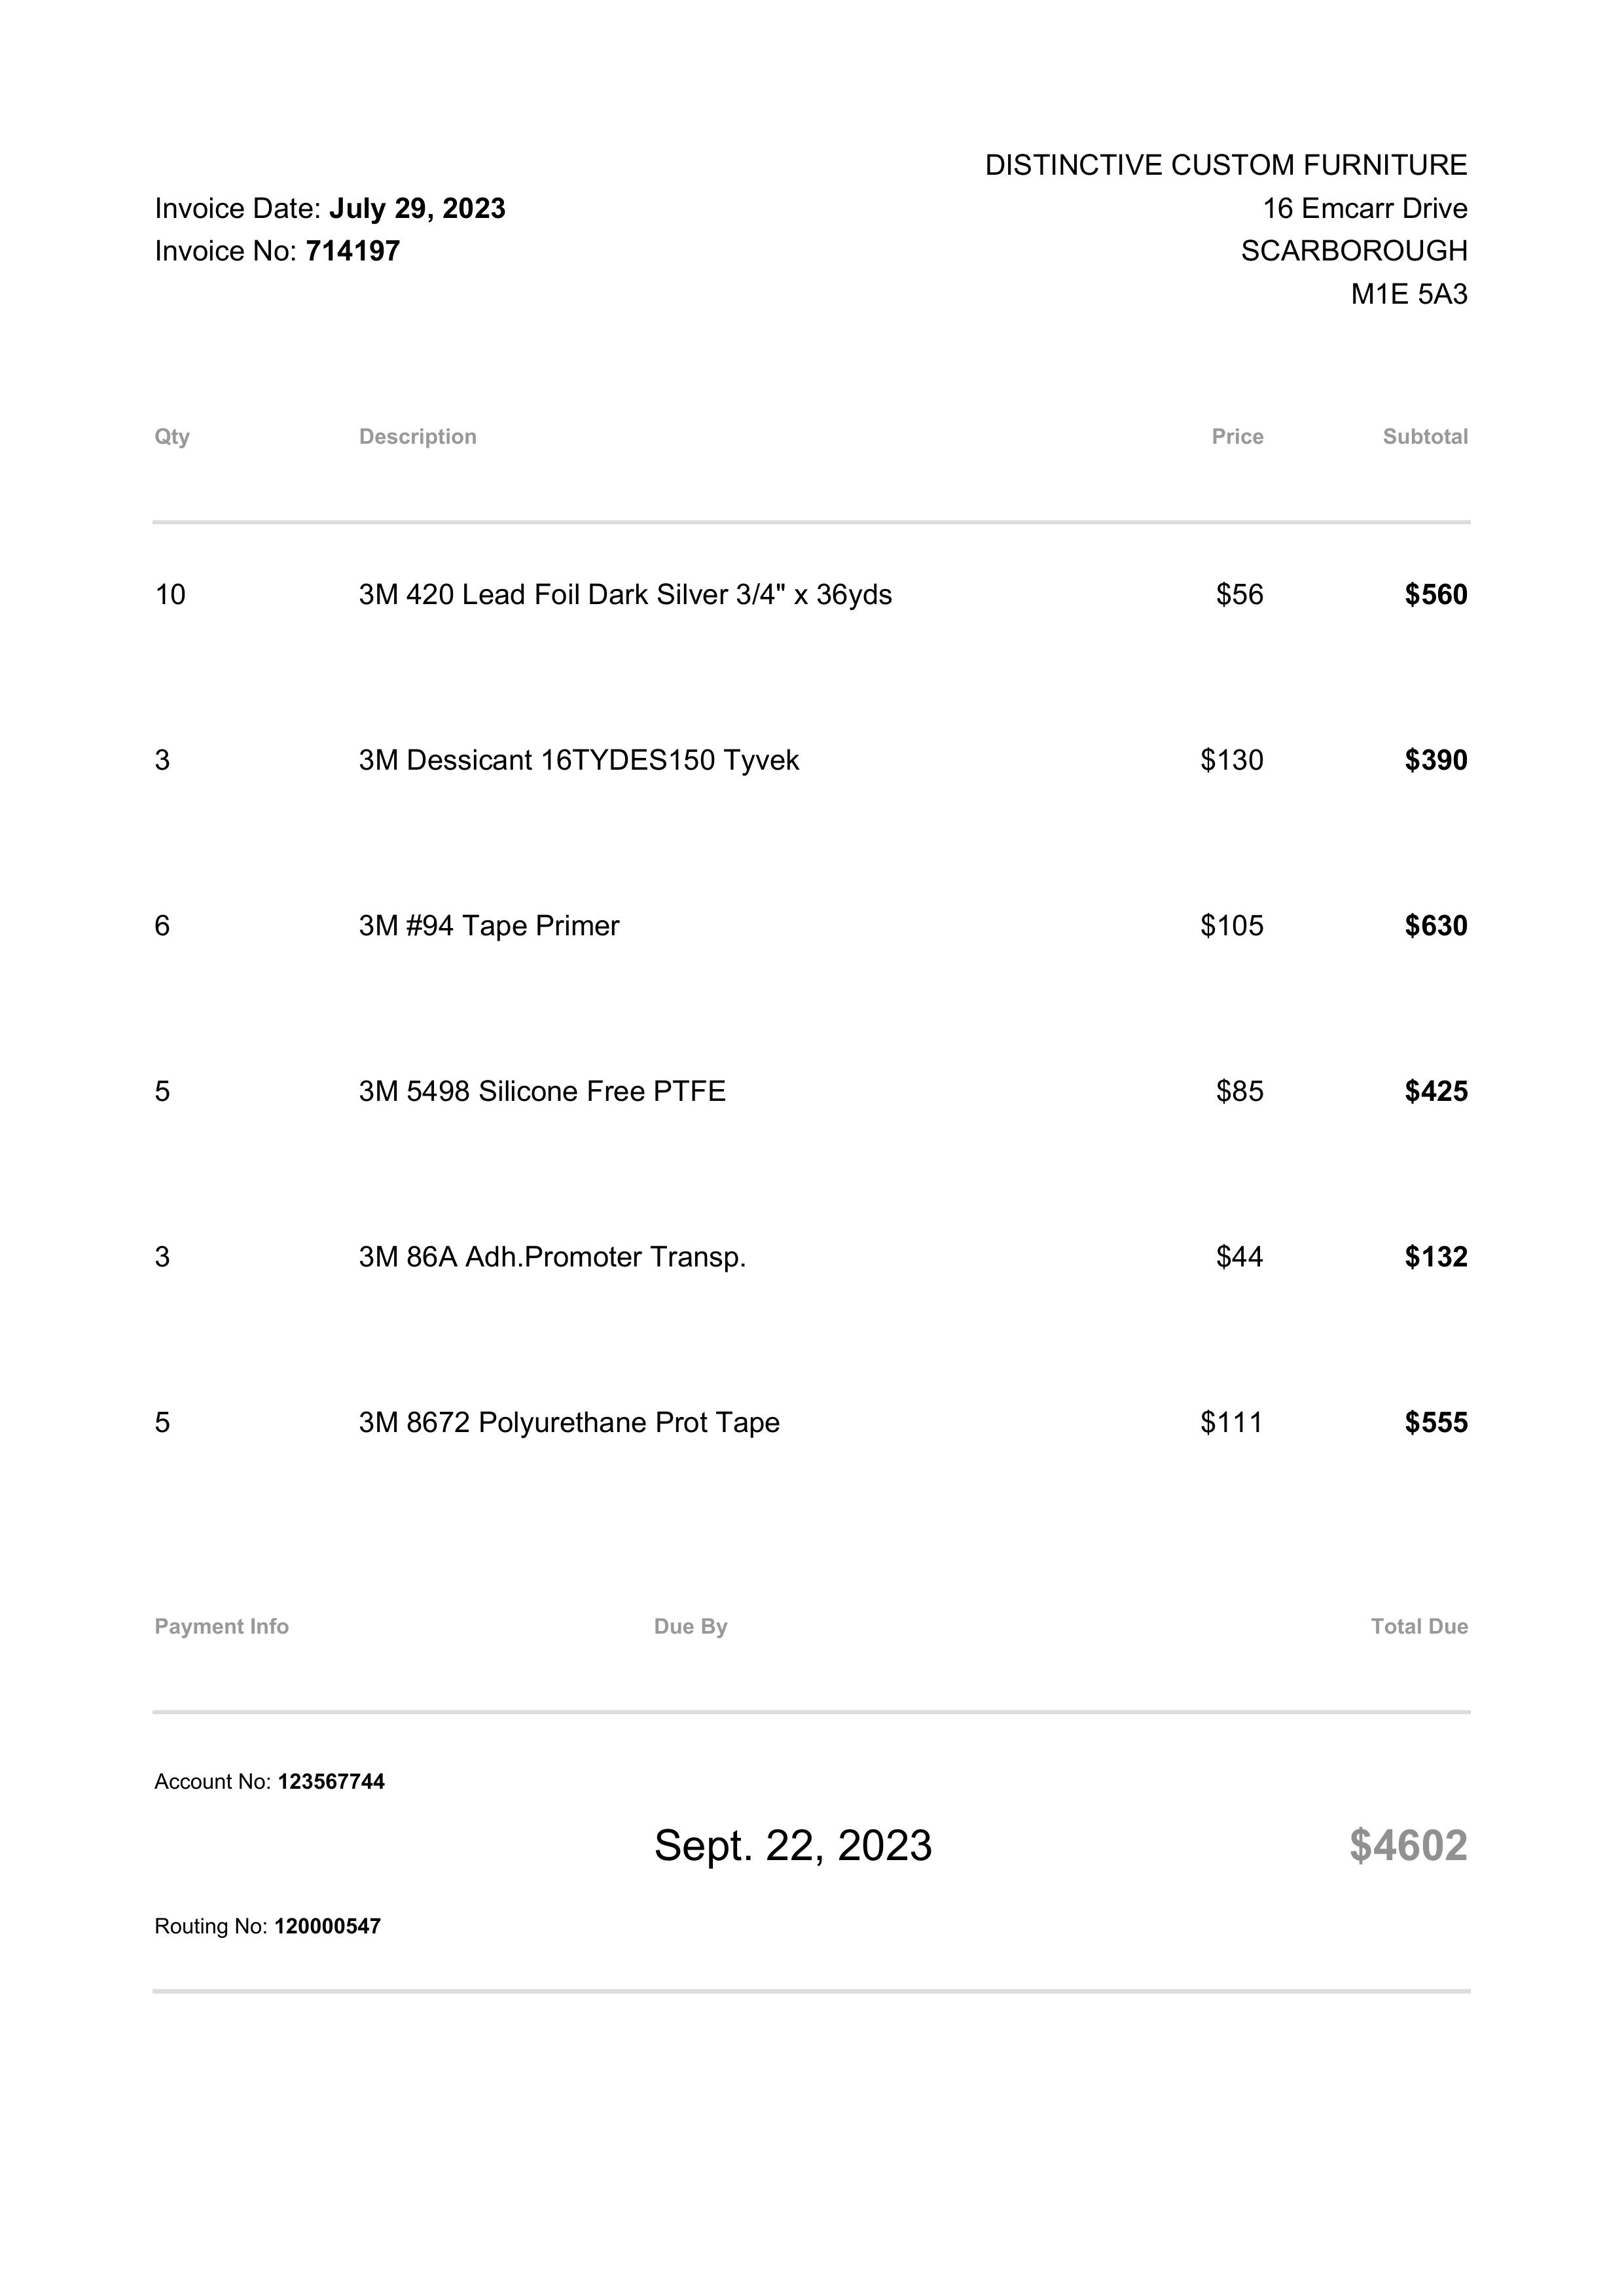 DISTINCTIVE CUSTOM FURNITURE
Invoice Date: July 29, 2023 16 Emcarr Drive
Invoice No: 714197 SCARBOROUGH
M1E 5A3
Qty Description Price Subtotal
10 3M 420 Lead Foil Dark Silver 3/4" x 36yds $56 $560
3 3M Dessicant 16TYDES150 Tyvek $130 $390
6 3M #94 Tape Primer $105 $630
5 3M 5498 Silicone Free PTFE $85 $425
3 3M 86A Adh.Promoter Transp. $44 $132
5 3M 8672 Polyurethane Prot Tape $111 $555
Payment Info Due By Total Due
Account No: 123567744
Sept. 22, 2023 $4602
Routing No: 120000547